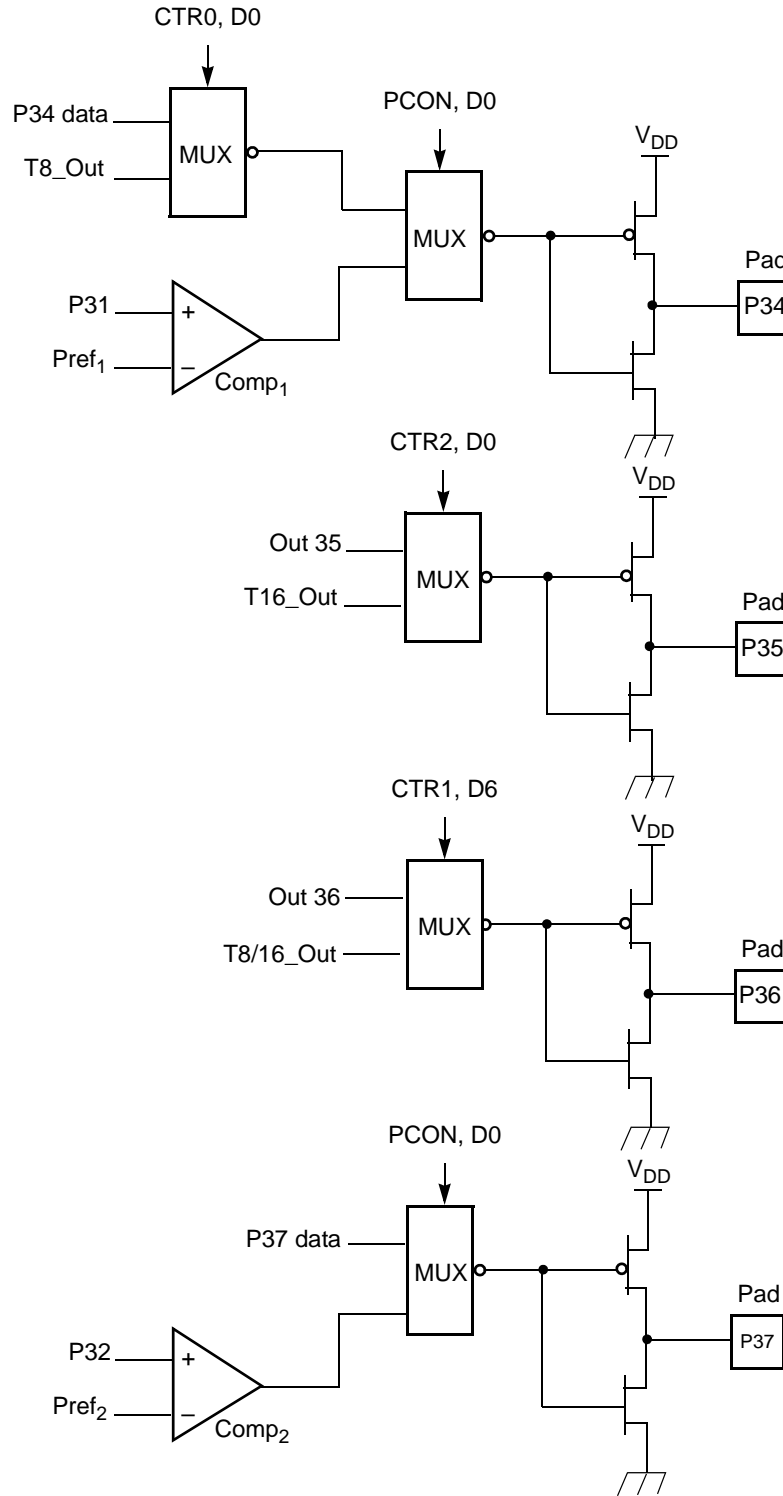 CTR0, D0
P34 data
T8_Out
MUX
PCON, D0
MUX
VDD
Pad
P34
P31
Pref1
+
–
Comp1
CTR2, D0
VDD
Out 35
T16_Out
MUX
Pad
P35
CTR1, D6
VDD
Out 36
T8/16_Out
MUX
Pad
P36
PCON, D0
VDD
P37 data
MUX
Pad
P37
P32
Pref2
+
–
Comp2